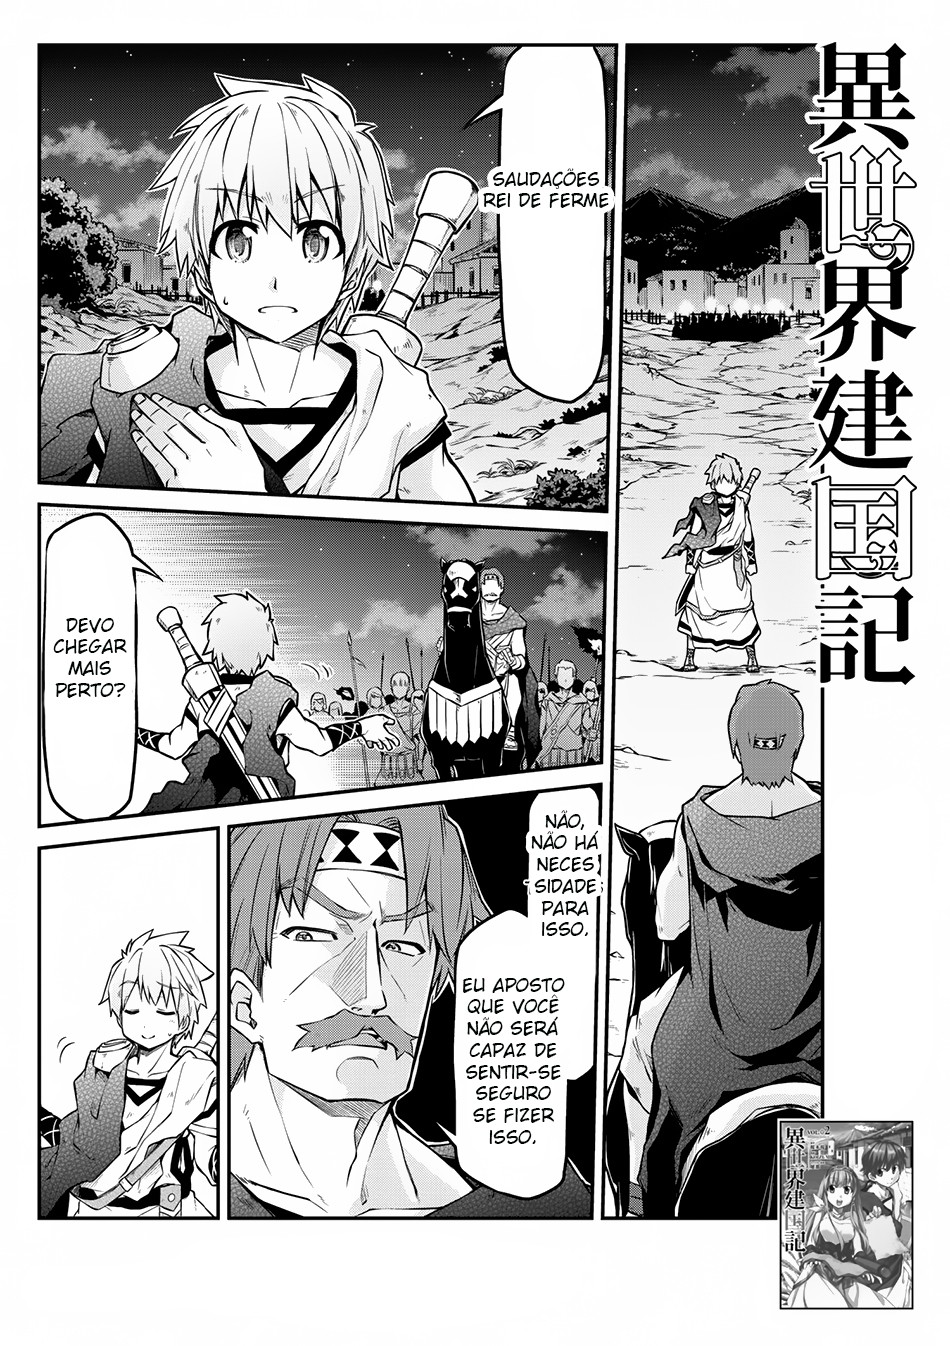 異世界建国記
SAUDAÇÕES
REI DE FERME
DEVO
CHEGAR
MAIS
PERTO?
NÃO,
NÃO HÁ
NECES
SIDADE
PARA
ISSO.
EU APOSTO
QUE VOCÊ
NÃO SERÁ
CAPAZ DE
SENTIR-SE
SEGURO
SE FIZER
ISSO.
VOL. 2
異世界建国記